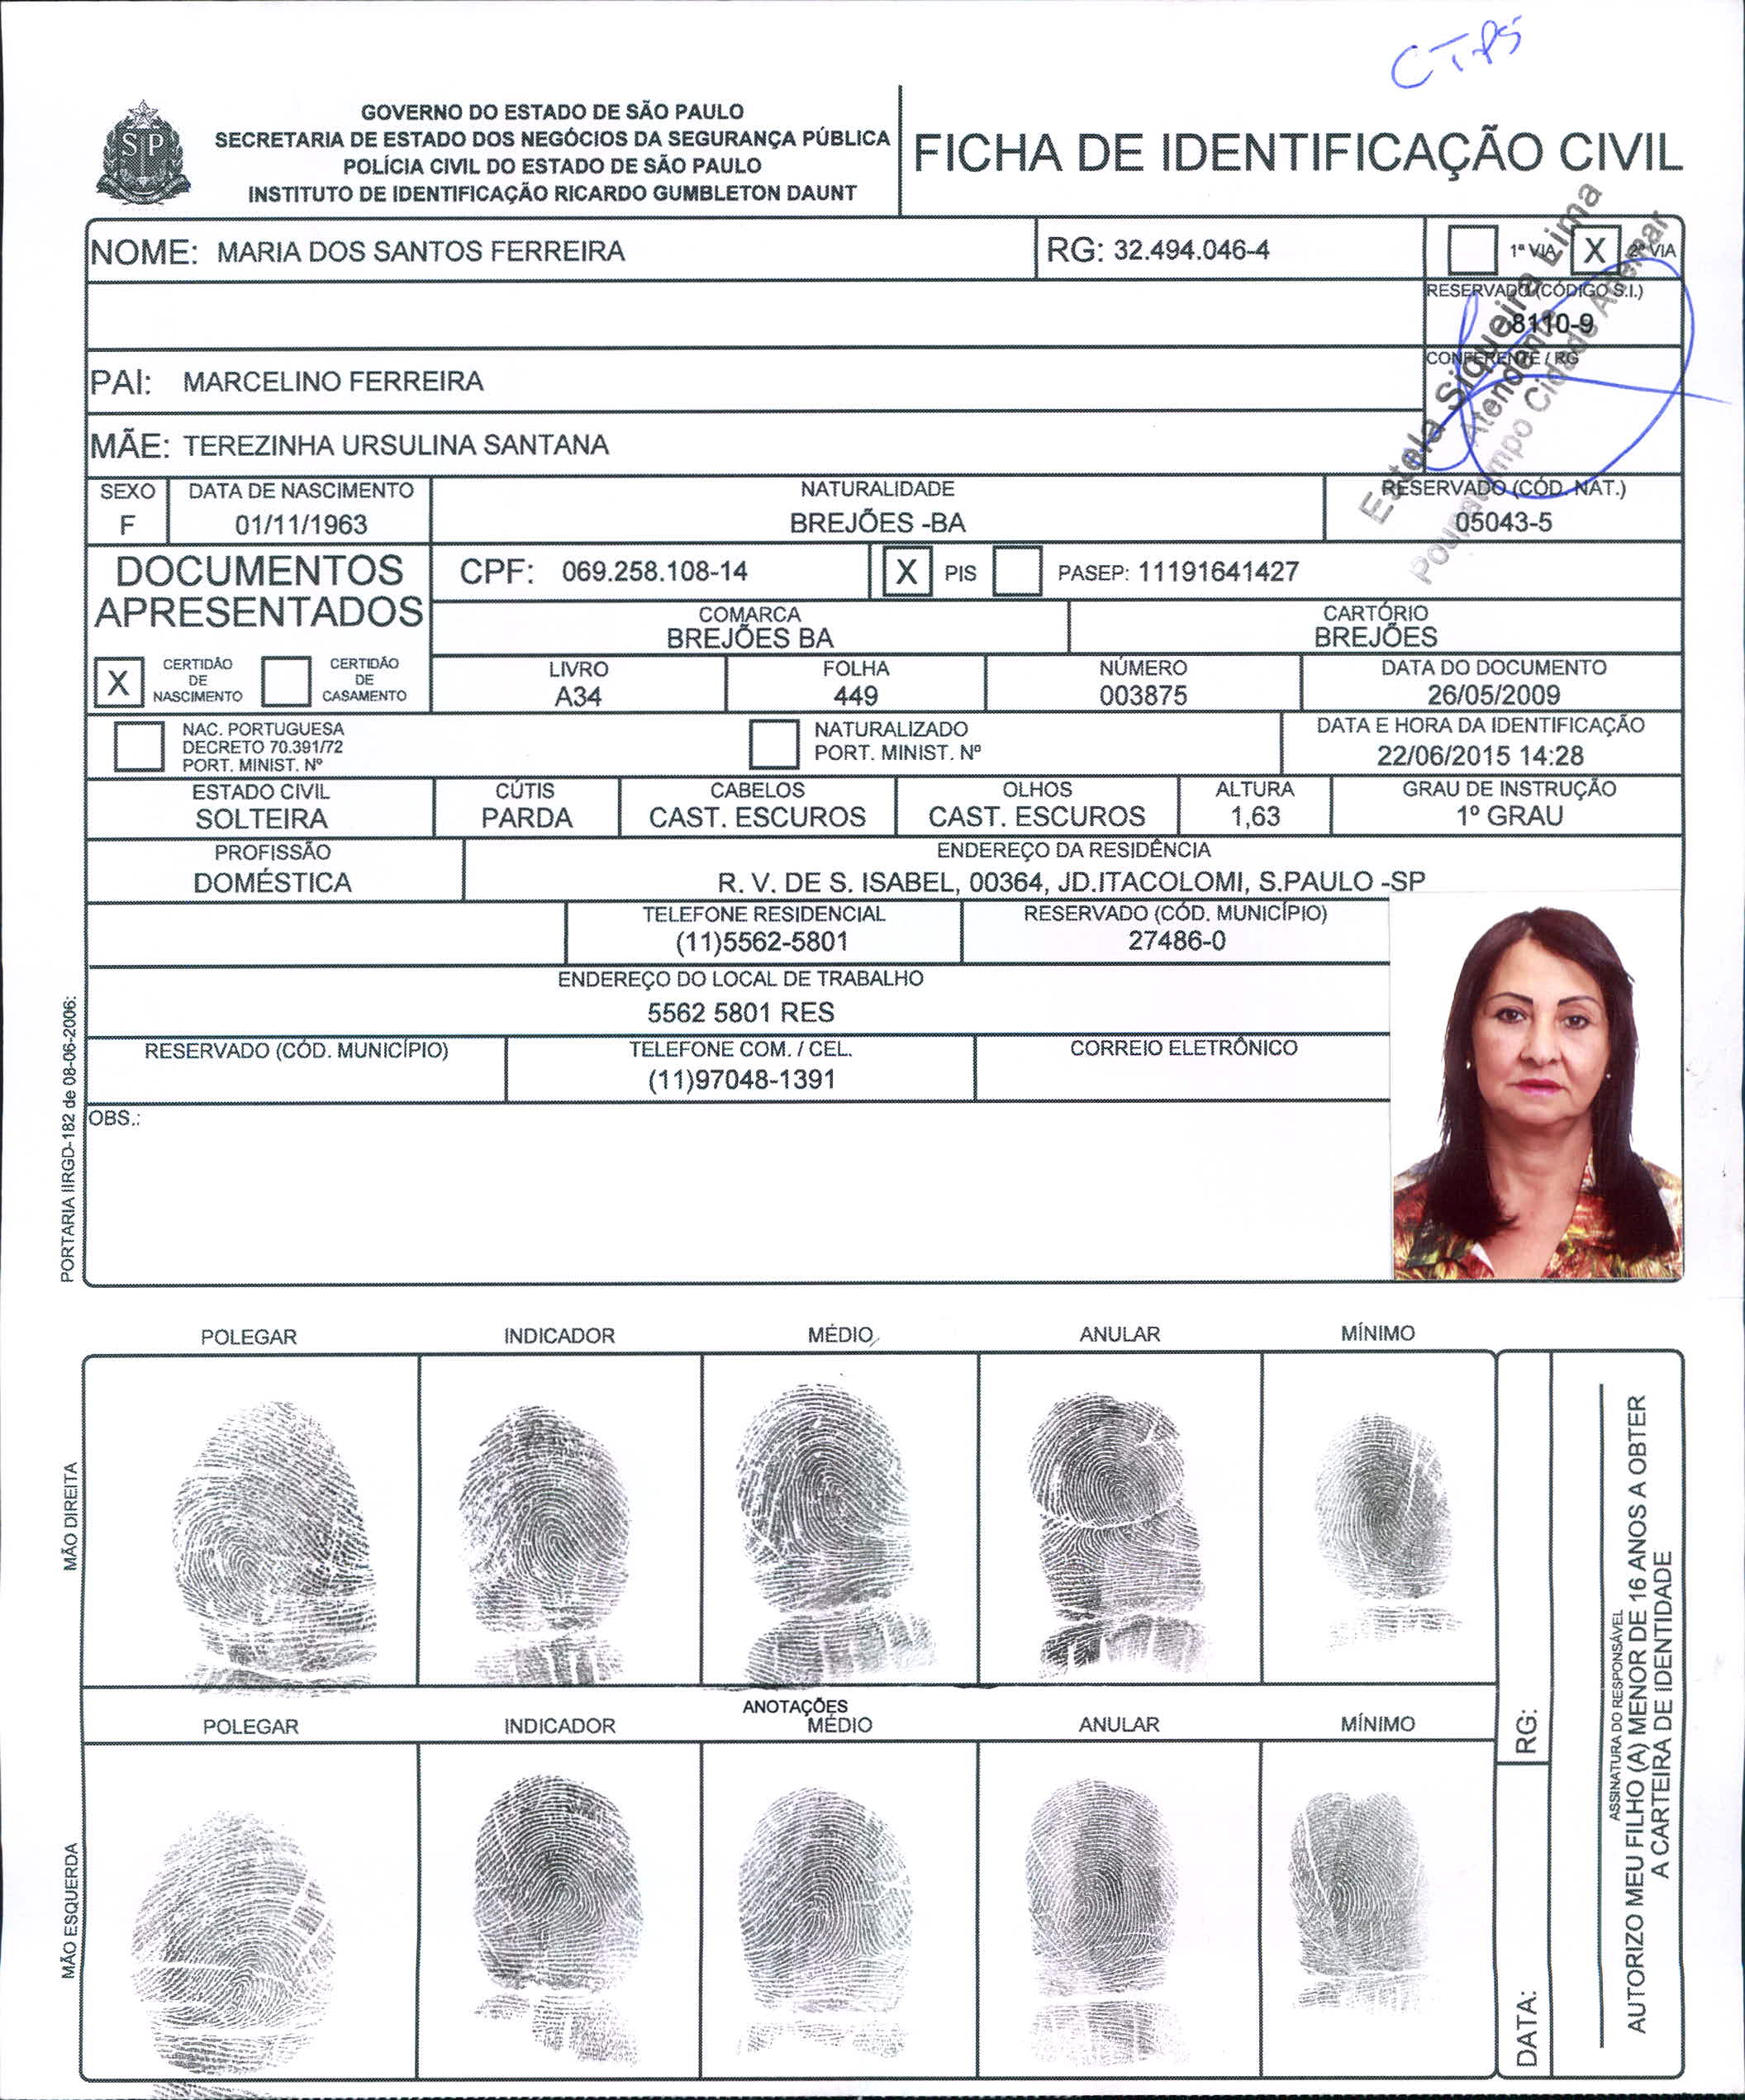 CTPS
GOVERNO DO ESTADO DE SÃO PAULO
SECRETARIA DE ESTADO DOS NEGÓCIOS DA SEGURANÇA PÚBLICA
POLÍCIA CIVIL DO ESTADO DE SÃO PAULO
INSTITUTO DE IDENTIFICAÇÃO RICARDO GUMBLETON DAUNT
SP
FICHA DE IDENTIFICAÇÃO CIVIL
NOME: MARIA DOS SANTOS FERREIRA
RG: 32.494.046-4
1ª VIA X 2ª VIA
RESERVADO (CÓDIGO S.I.)
8110-9
CONFERENTE / RG
Estela Siqueira Lima
Atendente
Poupatempo Cidade Ademar
PAI: MARCELINO FERREIRA
MÃE: TEREZINHA URSULINA SANTANA
SEXO
F
DATA DE NASCIMENTO
01/11/1963
NATURALIDADE
BREJÕES -BA
RESERVADO (CÓD. NAT.)
05043-5
DOCUMENTOS
APRESENTADOS
CPF: 069.258.108-14
X PIS
PASEP: 11191641427
COMARCA
BREJÕES BA
CARTÓRIO
BREJÕES
X
CERTIDÃO
DE
NASCIMENTO
CERTIDÃO
DE
CASAMENTO
LIVRO
A34
FOLHA
449
NÚMERO
003875
DATA DO DOCUMENTO
26/05/2009
NAC. PORTUGUESA
DECRETO 70.391/72
PORT. MINIST. Nº
NATURALIZADO
PORT. MINIST. Nº
DATA E HORA DA IDENTIFICAÇÃO
22/06/2015 14:28
ESTADO CIVIL
SOLTEIRA
CÚTIS
PARDA
CABELOS
CAST. ESCUROS
OLHOS
CAST. ESCUROS
ALTURA
1,63
GRAU DE INSTRUÇÃO
1º GRAU
PROFISSÃO
DOMÉSTICA
ENDEREÇO DA RESIDÊNCIA
R. V. DE S. ISABEL, 00364, JD.ITACOLOMI, S.PAULO -SP
TELEFONE RESIDENCIAL
(11)5562-5801
RESERVADO (CÓD. MUNICÍPIO)
27486-0
ENDEREÇO DO LOCAL DE TRABALHO
5562 5801 RES
RESERVADO (CÓD. MUNICÍPIO)
TELEFONE COM. / CEL.
(11)97048-1391
CORREIO ELETRÔNICO
OBS.:
PORTARIA IIRGD-182 de 08-06-2006:
POLEGAR INDICADOR MÉDIO ANULAR MÍNIMO
MÃO DIREITA
ANOTAÇÕES
POLEGAR INDICADOR MÉDIO ANULAR MÍNIMO
MÃO ESQUERDA
RG:
DATA:
ASSINATURA DO RESPONSÁVEL
AUTORIZO MEU FILHO (A) MENOR DE 16 ANOS A OBTER
A CARTEIRA DE IDENTIDADE